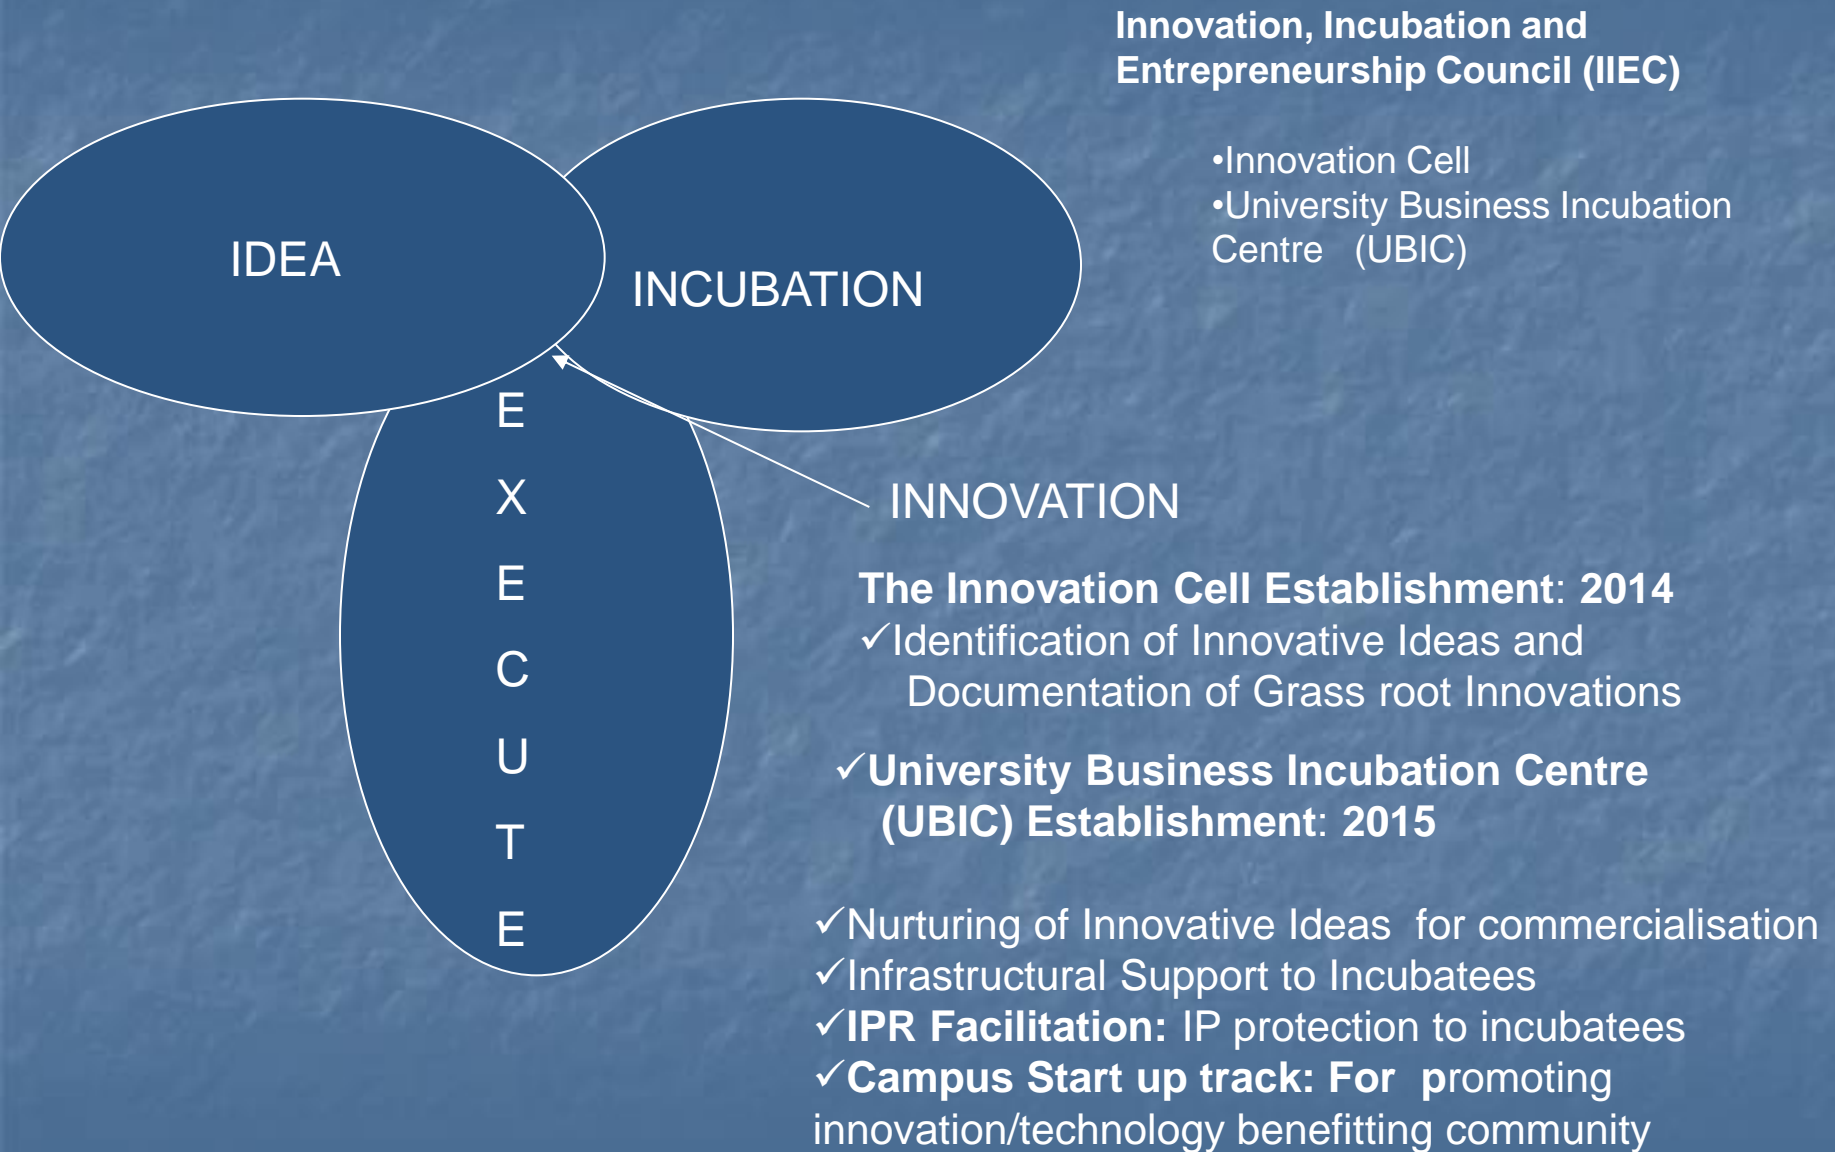 Innovation, Incubation and
Entrepreneurship Council (IIEC)
•Innovation Cell
•University Business Incubation
Centre (UBIC)
IDEA
INCUBATION
E
X
E
C
U
T
E
INNOVATION
The Innovation Cell Establishment: 2014
✓Identification of Innovative Ideas and
Documentation of Grass root Innovations
✓University Business Incubation Centre
(UBIC) Establishment: 2015
✓Nurturing of Innovative Ideas for commercialisation
✓Infrastructural Support to Incubatees
✓IPR Facilitation: IP protection to incubatees
✓Campus Start up track: For promoting
innovation/technology benefitting community